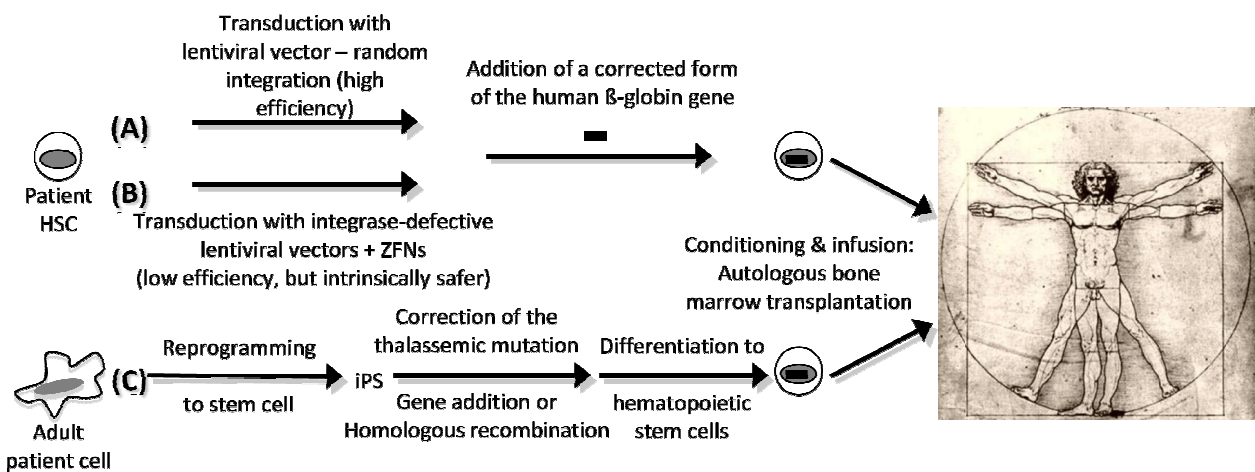 Transduction with
lentiviral vector – random
integration (high
efficiency)
Addition of a corrected form
of the human ß-globin gene
(A)
Patient
HSC
(B)
Transduction with integrase-defective
lentiviral vectors + ZFNs
(low efficiency, but intrinsically safer)
Conditioning & infusion:
Autologous bone
marrow transplantation
(C)
Reprogramming
to stem cell
iPS
Correction of the
thalassemic mutation
Gene addition or
Homologous recombination
Differentiation to
hematopoietic
stem cells
Adult
patient cell